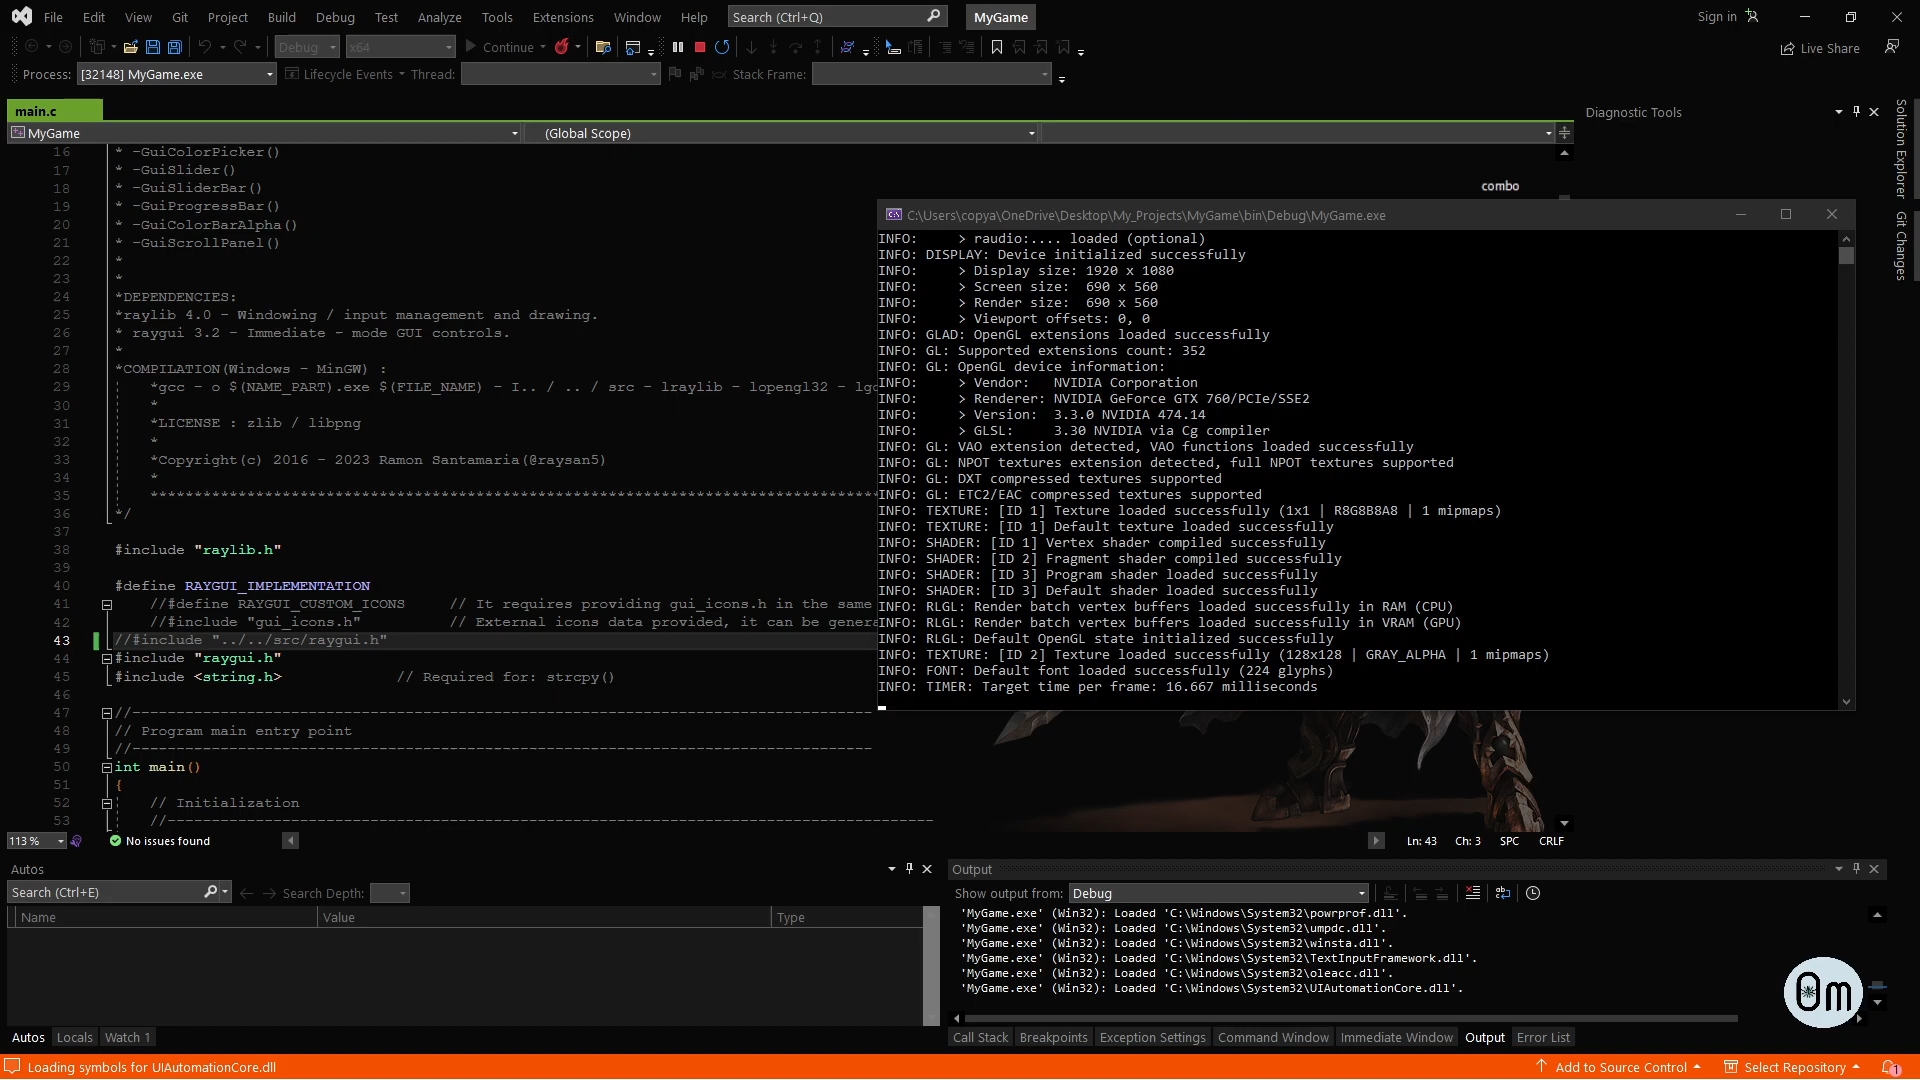 File Edit View Git Project Build Debug Test Analyze Tools Extensions Window Help Search (Ctrl+Q) MyGame Sign in
Debug x64 Continue Live Share
Process: [32148] MyGame.exe Lifecycle Events Thread: Stack Frame:
main.c
MyGame (Global Scope)
16 * -GuiColorPicker()
17 * -GuiSlider()
18 * -GuiSliderBar()
19 * -GuiProgressBar()
20 * -GuiColorBarAlpha()
21 * -GuiScrollPanel()
22 *
23 *
24 *DEPENDENCIES:
25 *raylib 4.0 - Windowing / input management and drawing.
26 * raygui 3.2 - Immediate - mode GUI controls.
27 *
28 *COMPILATION(Windows - MinGW) :
29 *gcc - o $(NAME_PART).exe $(FILE_NAME) - I.. / .. / src - lraylib - lopengl32 -
30 *
31 *LICENSE : zlib / libpng
32 *
33 *Copyright(c) 2016 - 2023 Ramon Santamaria(@raysan5)
34 *
35 **********************************************************************************
36 */
37
38 #include "raylib.h"
39
40 #define RAYGUI_IMPLEMENTATION
41 //#define RAYGUI_CUSTOM_ICONS // It requires providing gui_icons.h in the same
42 //#include "gui_icons.h" // External icons data provided, it can be genera
43 //#include "../../src/raygui.h"
44 #include "raygui.h"
45 #include <string.h> // Required for: strcpy()
46
47 //------------------------------------------------------------------------------------
48 // Program main entry point
49 //------------------------------------------------------------------------------------
50 int main()
51 {
52 // Initialization
53 //---------------------------------------------------------------------------------------
113 % No issues found Ln: 43 Ch: 3 SPC CRLF
combo
C:\Users\copya\OneDrive\Desktop\My_Projects\MyGame\bin\Debug\MyGame.exe
INFO: > raudio:.... loaded (optional)
INFO: DISPLAY: Device initialized successfully
INFO: > Display size: 1920 x 1080
INFO: > Screen size: 690 x 560
INFO: > Render size: 690 x 560
INFO: > Viewport offsets: 0, 0
INFO: GLAD: OpenGL extensions loaded successfully
INFO: GL: Supported extensions count: 352
INFO: GL: OpenGL device information:
INFO: > Vendor: NVIDIA Corporation
INFO: > Renderer: NVIDIA GeForce GTX 760/PCIe/SSE2
INFO: > Version: 3.3.0 NVIDIA 474.14
INFO: > GLSL: 3.30 NVIDIA via Cg compiler
INFO: GL: VAO extension detected, VAO functions loaded successfully
INFO: GL: NPOT textures extension detected, full NPOT textures supported
INFO: GL: DXT compressed textures supported
INFO: GL: ETC2/EAC compressed textures supported
INFO: TEXTURE: [ID 1] Texture loaded successfully (1x1 | R8G8B8A8 | 1 mipmaps)
INFO: TEXTURE: [ID 1] Default texture loaded successfully
INFO: SHADER: [ID 1] Vertex shader compiled successfully
INFO: SHADER: [ID 2] Fragment shader compiled successfully
INFO: SHADER: [ID 3] Program shader loaded successfully
INFO: SHADER: [ID 3] Default shader loaded successfully
INFO: RLGL: Render batch vertex buffers loaded successfully in RAM (CPU)
INFO: RLGL: Render batch vertex buffers loaded successfully in VRAM (GPU)
INFO: RLGL: Default OpenGL state initialized successfully
INFO: TEXTURE: [ID 2] Texture loaded successfully (128x128 | GRAY_ALPHA | 1 mipmaps)
INFO: FONT: Default font loaded successfully (224 glyphs)
INFO: TIMER: Target time per frame: 16.667 milliseconds
Diagnostic Tools
Solution Explorer
Git Changes
Autos
Search (Ctrl+E) Search Depth:
Name Value Type
Autos Locals Watch 1
Output
Show output from: Debug
'MyGame.exe' (Win32): Loaded 'C:\Windows\System32\powrprof.dll'.
'MyGame.exe' (Win32): Loaded 'C:\Windows\System32\umpdc.dll'.
'MyGame.exe' (Win32): Loaded 'C:\Windows\System32\winsta.dll'.
'MyGame.exe' (Win32): Loaded 'C:\Windows\System32\TextInputFramework.dll'.
'MyGame.exe' (Win32): Loaded 'C:\Windows\System32\oleacc.dll'.
'MyGame.exe' (Win32): Loaded 'C:\Windows\System32\UIAutomationCore.dll'.
Om
Call Stack Breakpoints Exception Settings Command Window Immediate Window Output Error List
Loading symbols for UIAutomationCore.dll Add to Source Control Select Repository 1